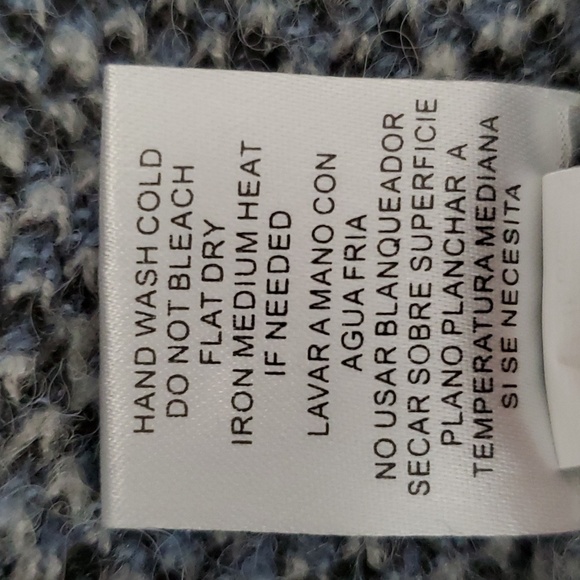 HAND WASH COLD
DO NOT BLEACH
FLAT DRY
IRON MEDIUM HEAT
IF NEEDED
LAVAR A MANO CON
AGUA FRIA
NO USAR BLANQUEADOR
SECAR SOBRE SUPERFICIE
PLANO PLANCHAR A
TEMPERATURA MEDIANA
SI SE NECESITA